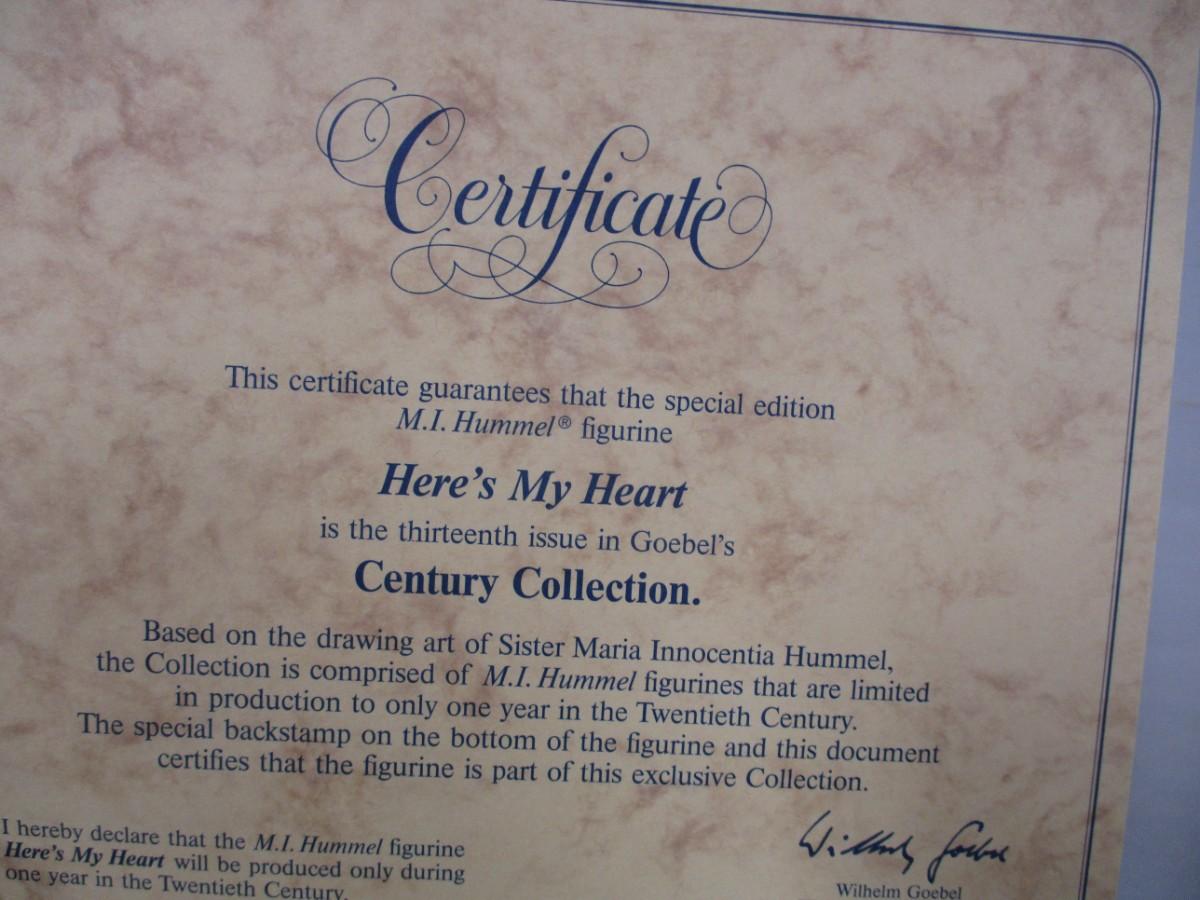 Certificate
This certificate guarantees that the special edition
M.I. Hummel® figurine
Here's My Heart
is the thirteenth issue in Goebel's
Century Collection.
Based on the drawing art of Sister Maria Innocentia Hummel,
the Collection is comprised of M.I. Hummel figurines that are limited
in production to only one year in the Twentieth Century.
The special backstamp on the bottom of the figurine and this document
certifies that the figurine is part of this exclusive Collection.
I hereby declare that the M.I. Hummel figurine
Here's My Heart will be produced only during
one year in the Twentieth Century.
Wilhelm Goebel
Wilhelm Goebel